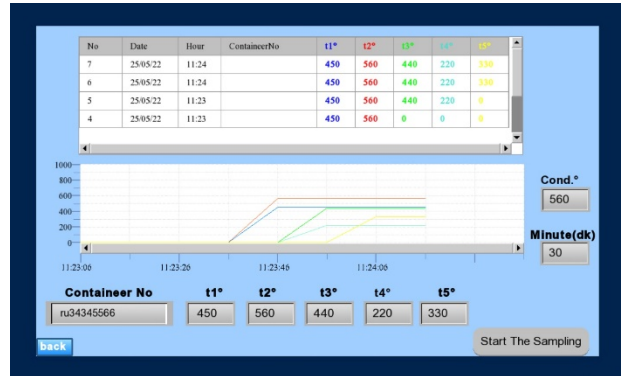 No Date Hour ContaineerNo t1° t2° t3° t4° t5°
7 25/05/22 11:24 450 560 440 220 330
6 25/05/22 11:24 450 560 440 220 330
5 25/05/22 11:23 450 560 440 220 0
4 25/05/22 11:23 450 560 0 0 0
1000
800
600
400
200
0
11:23:06 11:23:26 11:23:46 11:24:06
Cond.°
560
Minute(dk)
30
Containeer No t1° t2° t3° t4° t5°
ru34345566 450 560 440 220 330
back
Start The Sampling